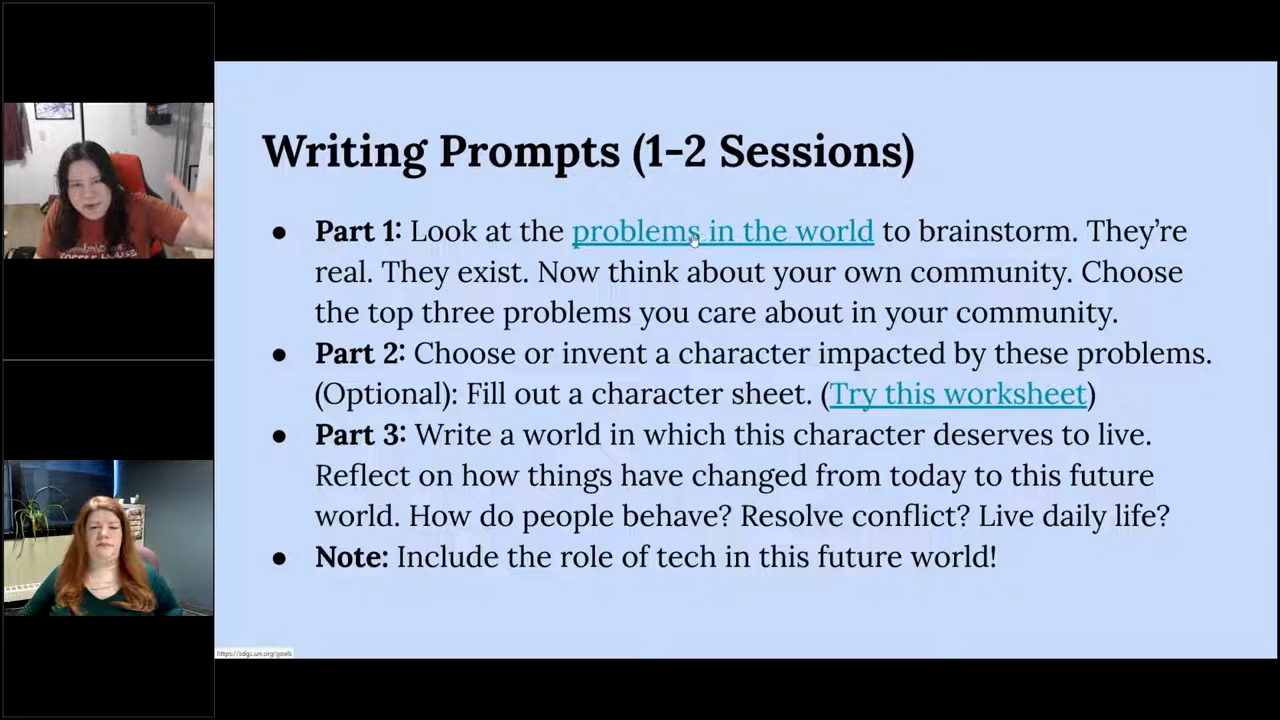 Writing Prompts (1-2 Sessions)
● Part 1: Look at the problems in the world to brainstorm. They’re
real. They exist. Now think about your own community. Choose
the top three problems you care about in your community.
● Part 2: Choose or invent a character impacted by these problems.
(Optional): Fill out a character sheet. (Try this worksheet)
● Part 3: Write a world in which this character deserves to live.
Reflect on how things have changed from today to this future
world. How do people behave? Resolve conflict? Live daily life?
● Note: Include the role of tech in this future world!
https://sdgs.un.org/goals